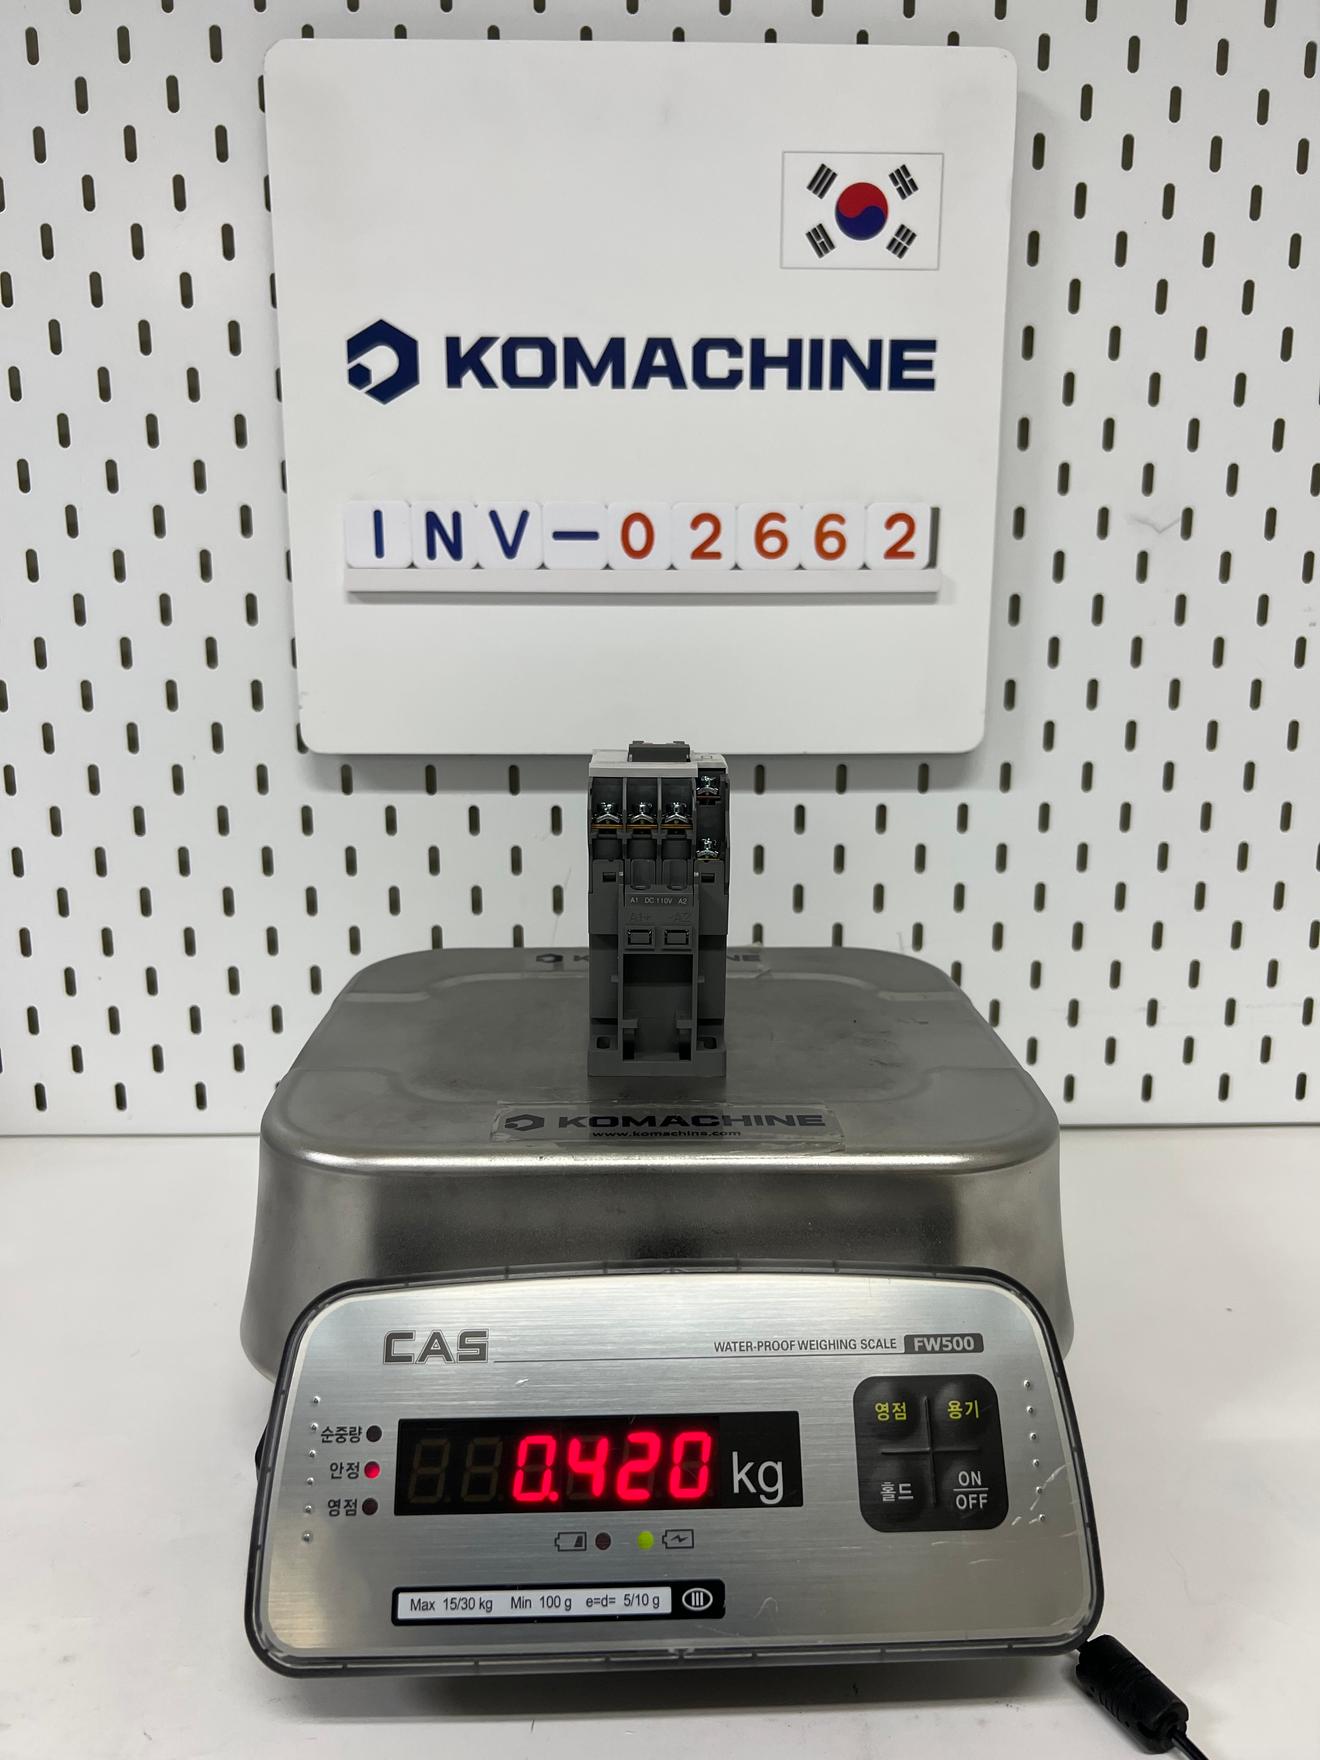 KOMACHINE
INV-02662
A1 DC 110V A2
A1+ -A2
KOMACHINE
www.komachine.com
CAS
WATER-PROOF WEIGHING SCALE FW500
영점 용기
순중량
안정
0.420 kg
홀드 ON OFF
영점
Max 15/30 kg Min 100 g e=d= 5/10 g III